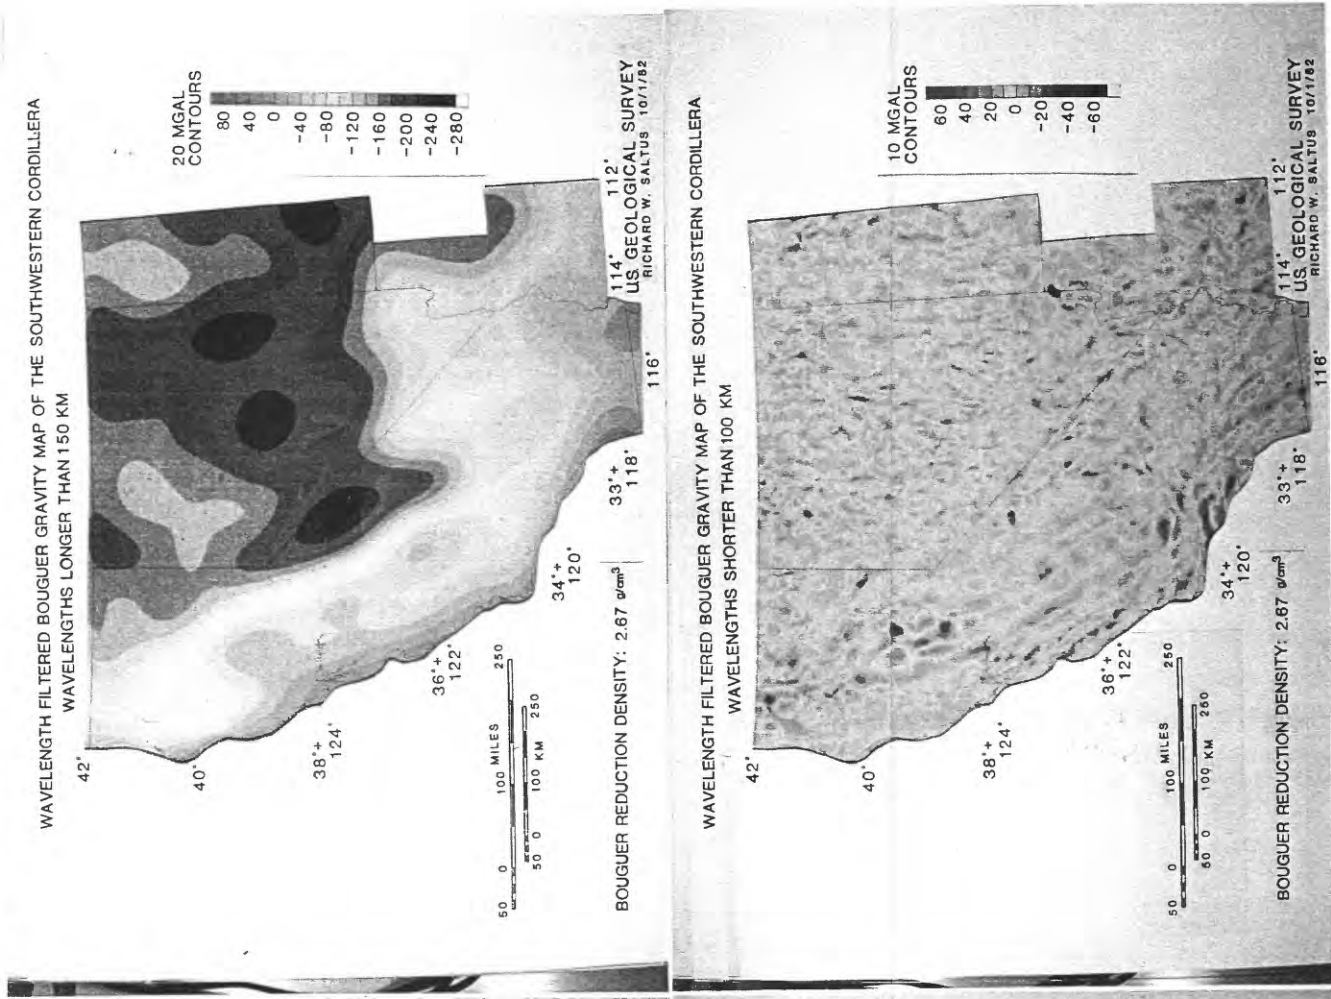 WAVELENGTH FILTERED BOUGUER GRAVITY MAP OF THE SOUTHWESTERN CORDILLERA
WAVELENGTHS LONGER THAN 150 KM
20 MGAL
CONTOURS
80
40
0
-40
-80
-120
-160
-200
-240
-280
42°
40°
38°+
124°
36°+
122°
34°+
120°
33°+
118°
116°
114°
112°
50 0 100 MILES 250
50 0 100 KM 250
BOUGUER REDUCTION DENSITY: 2.67 g/cm³
U.S. GEOLOGICAL SURVEY
RICHARD W. SALTUS 10/1/82
WAVELENGTH FILTERED BOUGUER GRAVITY MAP OF THE SOUTHWESTERN CORDILLERA
WAVELENGTHS SHORTER THAN 100 KM
10 MGAL
CONTOURS
60
40
20
0
-20
-40
-60
42°
40°
38°+
124°
36°+
122°
34°+
120°
33°+
118°
116°
114°
112°
50 0 100 MILES 250
50 0 100 KM 250
BOUGUER REDUCTION DENSITY: 2.67 g/cm³
U.S. GEOLOGICAL SURVEY
RICHARD W. SALTUS 10/1/82